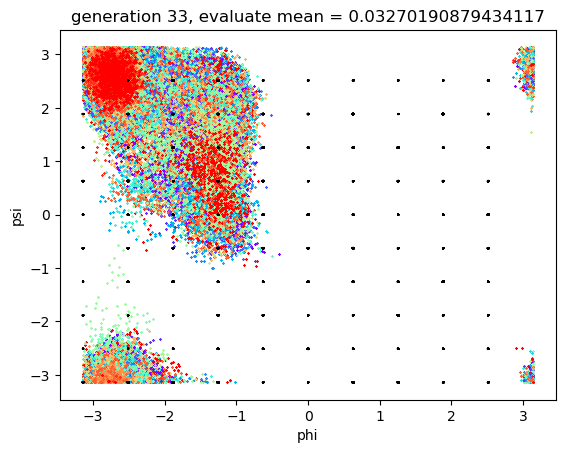 generation 33, evaluate mean = 0.03270190879434117
3
2
1
0
−1
−2
−3
psi
−3 −2 −1 0 1 2 3
phi